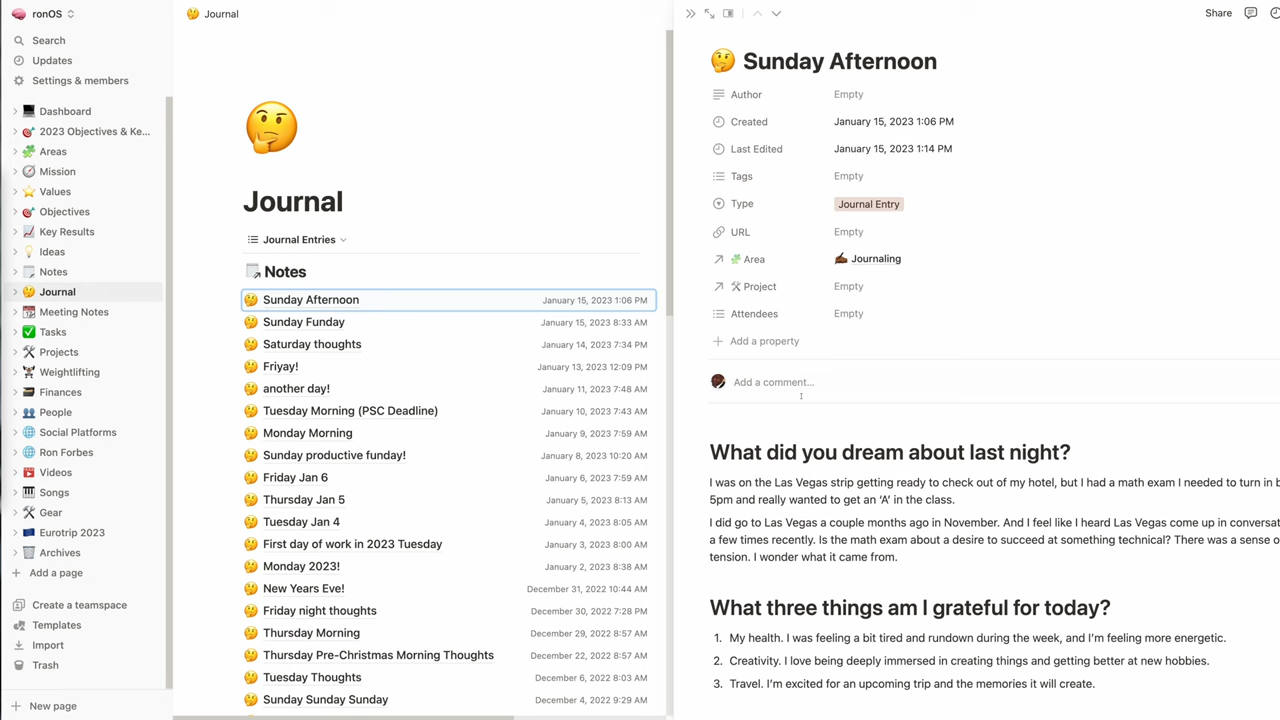 ronOS
Search
Updates
Settings & members
Dashboard
2023 Objectives & Ke...
Areas
Mission
Values
Objectives
Key Results
Ideas
Notes
Journal
Meeting Notes
Tasks
Projects
Weightlifting
Finances
People
Social Platforms
Ron Forbes
Videos
Songs
Gear
Eurotrip 2023
Archives
Add a page
Create a teamspace
Templates
Import
Trash
New page
Journal
Journal
Journal Entries
Notes
Sunday Afternoon January 15, 2023 1:06 PM
Sunday Funday January 15, 2023 8:33 AM
Saturday thoughts January 14, 2023 7:34 PM
Friyay! January 13, 2023 12:09 PM
another day! January 11, 2023 7:48 AM
Tuesday Morning (PSC Deadline) January 10, 2023 7:43 AM
Monday Morning January 9, 2023 7:59 AM
Sunday productive funday! January 8, 2023 10:20 AM
Friday Jan 6 January 6, 2023 7:59 AM
Thursday Jan 5 January 5, 2023 8:13 AM
Tuesday Jan 4 January 4, 2023 8:05 AM
First day of work in 2023 Tuesday January 3, 2023 8:00 AM
Monday 2023! January 2, 2023 8:38 AM
New Years Eve! December 31, 2022 10:44 AM
Friday night thoughts December 30, 2022 7:28 PM
Thursday Morning December 29, 2022 8:57 AM
Thursday Pre-Christmas Morning Thoughts December 22, 2022 8:57 AM
Tuesday Thoughts December 6, 2022 8:03 AM
Sunday Sunday Sunday December 4, 2022 9:29 AM
Share
Sunday Afternoon
Author Empty
Created January 15, 2023 1:06 PM
Last Edited January 15, 2023 1:14 PM
Tags Empty
Type Journal Entry
URL Empty
Area Journaling
Project Empty
Attendees Empty
Add a property
Add a comment...
What did you dream about last night?
I was on the Las Vegas strip getting ready to check out of my hotel, but I had a math exam I needed to turn in
5pm and really wanted to get an ‘A’ in the class.
I did go to Las Vegas a couple months ago in November. And I feel like I heard Las Vegas come up in
a few times recently. Is the math exam about a desire to succeed at something technical? There was a sense
tension. I wonder what it came from.
What three things am I grateful for today?
1. My health. I was feeling a bit tired and rundown during the week, and I’m feeling more energetic.
2. Creativity. I love being deeply immersed in creating things and getting better at new hobbies.
3. Travel. I’m excited for an upcoming trip and the memories it will create.